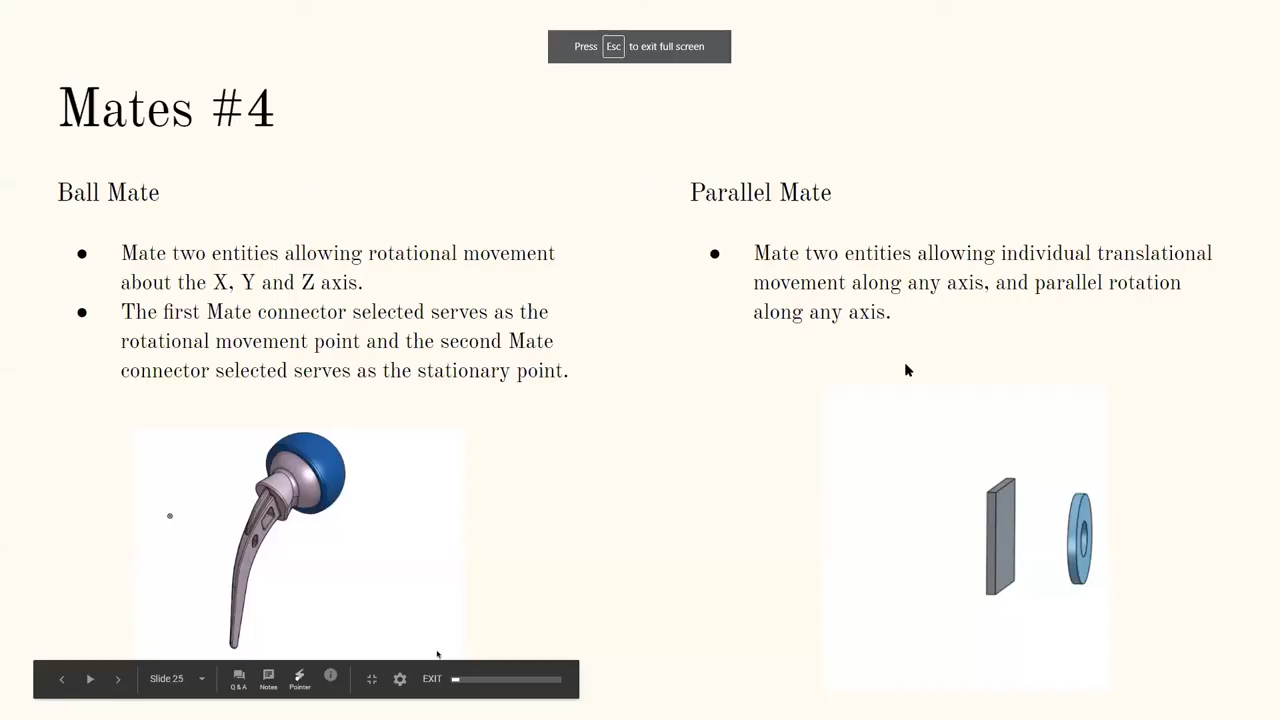 Press Esc to exit full screen
Mates #4
Ball Mate
● Mate two entities allowing rotational movement
about the X, Y and Z axis.
● The first Mate connector selected serves as the
rotational movement point and the second Mate
connector selected serves as the stationary point.
Parallel Mate
● Mate two entities allowing individual translational
movement along any axis, and parallel rotation
along any axis.
Slide 25
Q & A
Notes
Pointer
EXIT